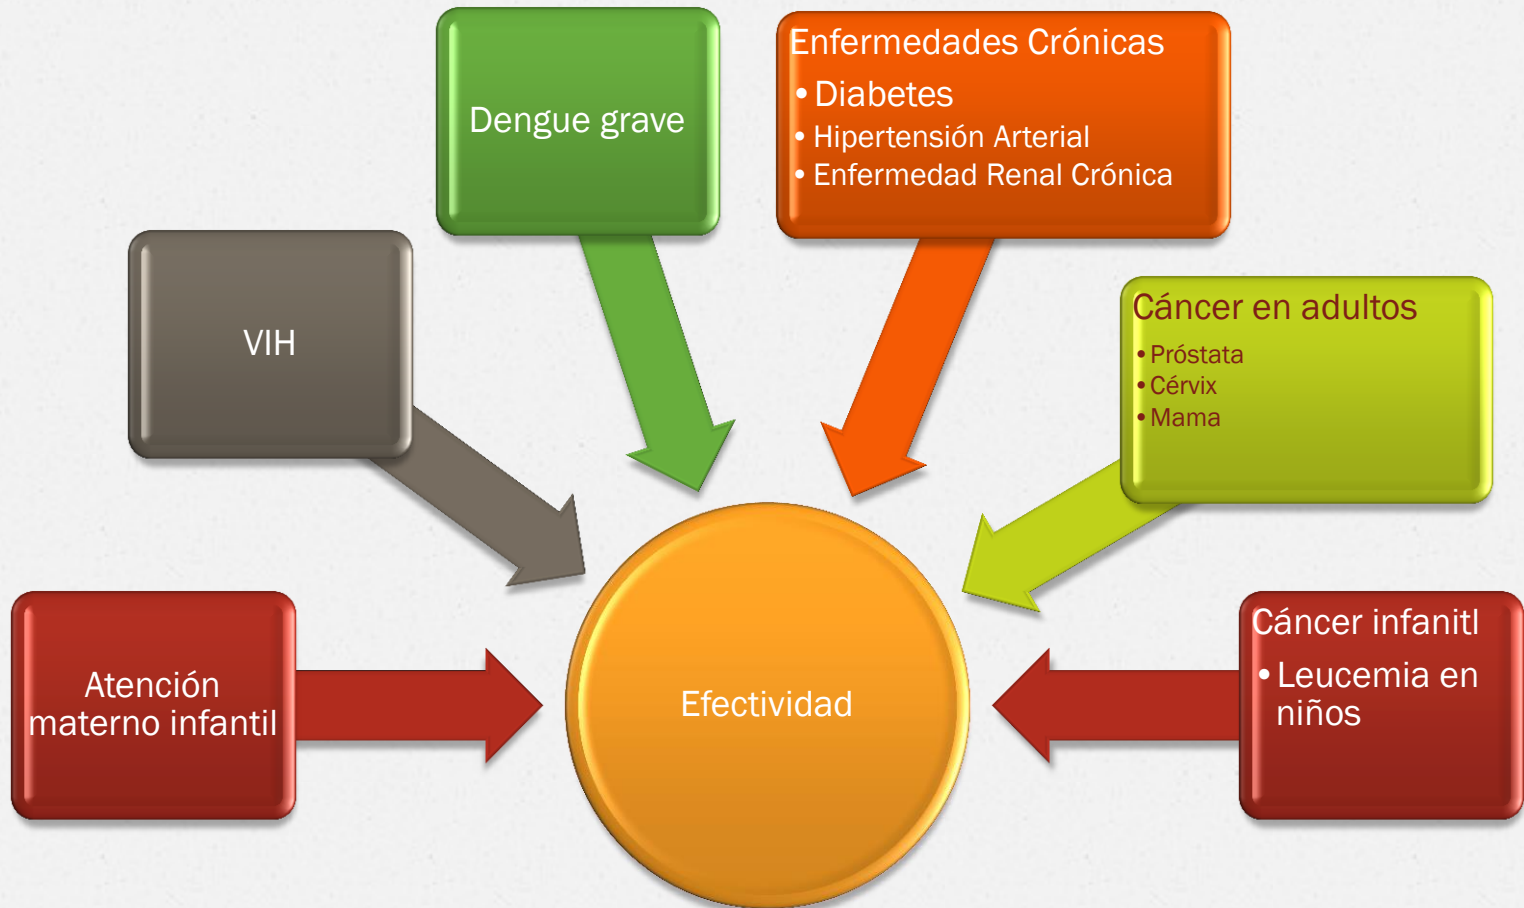 Dengue grave
Enfermedades Crónicas
• Diabetes
• Hipertensión Arterial
• Enfermedad Renal Crónica
VIH
Cáncer en adultos
• Próstata
• Cérvix
• Mama
Atención
materno infantil
Efectividad
Cáncer infanitl
• Leucemia en
niños